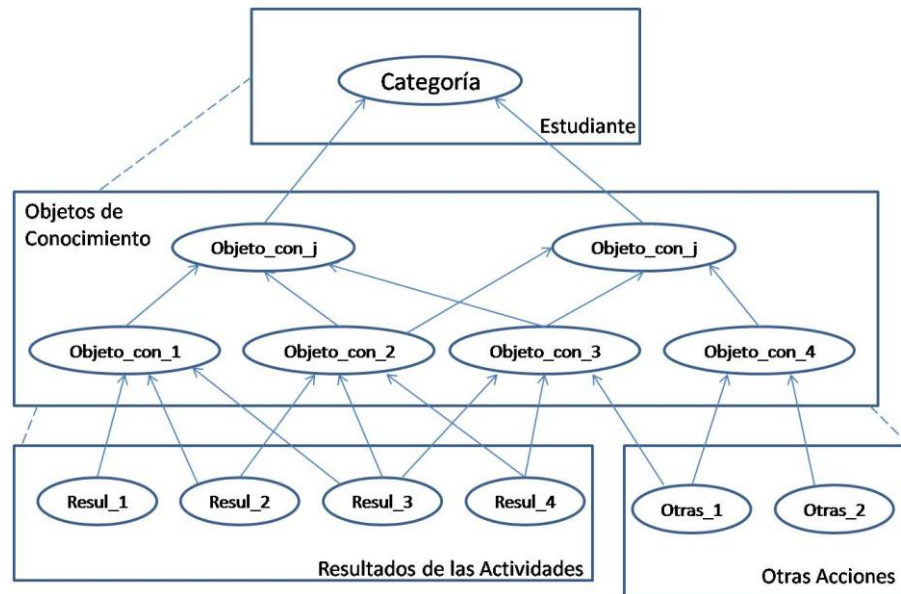 Categoría
Estudiante
Objetos de
Conocimiento
Objeto_con_j
Objeto_con_j
Objeto_con_1
Objeto_con_2
Objeto_con_3
Objeto_con_4
Resul_1
Resul_2
Resul_3
Resul_4
Resultados de las Actividades
Otras_1
Otras_2
Otras Acciones